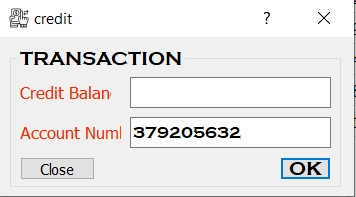 credit
?
TRANSACTION
Credit Balan
Account Numl
379205632
Close
OK